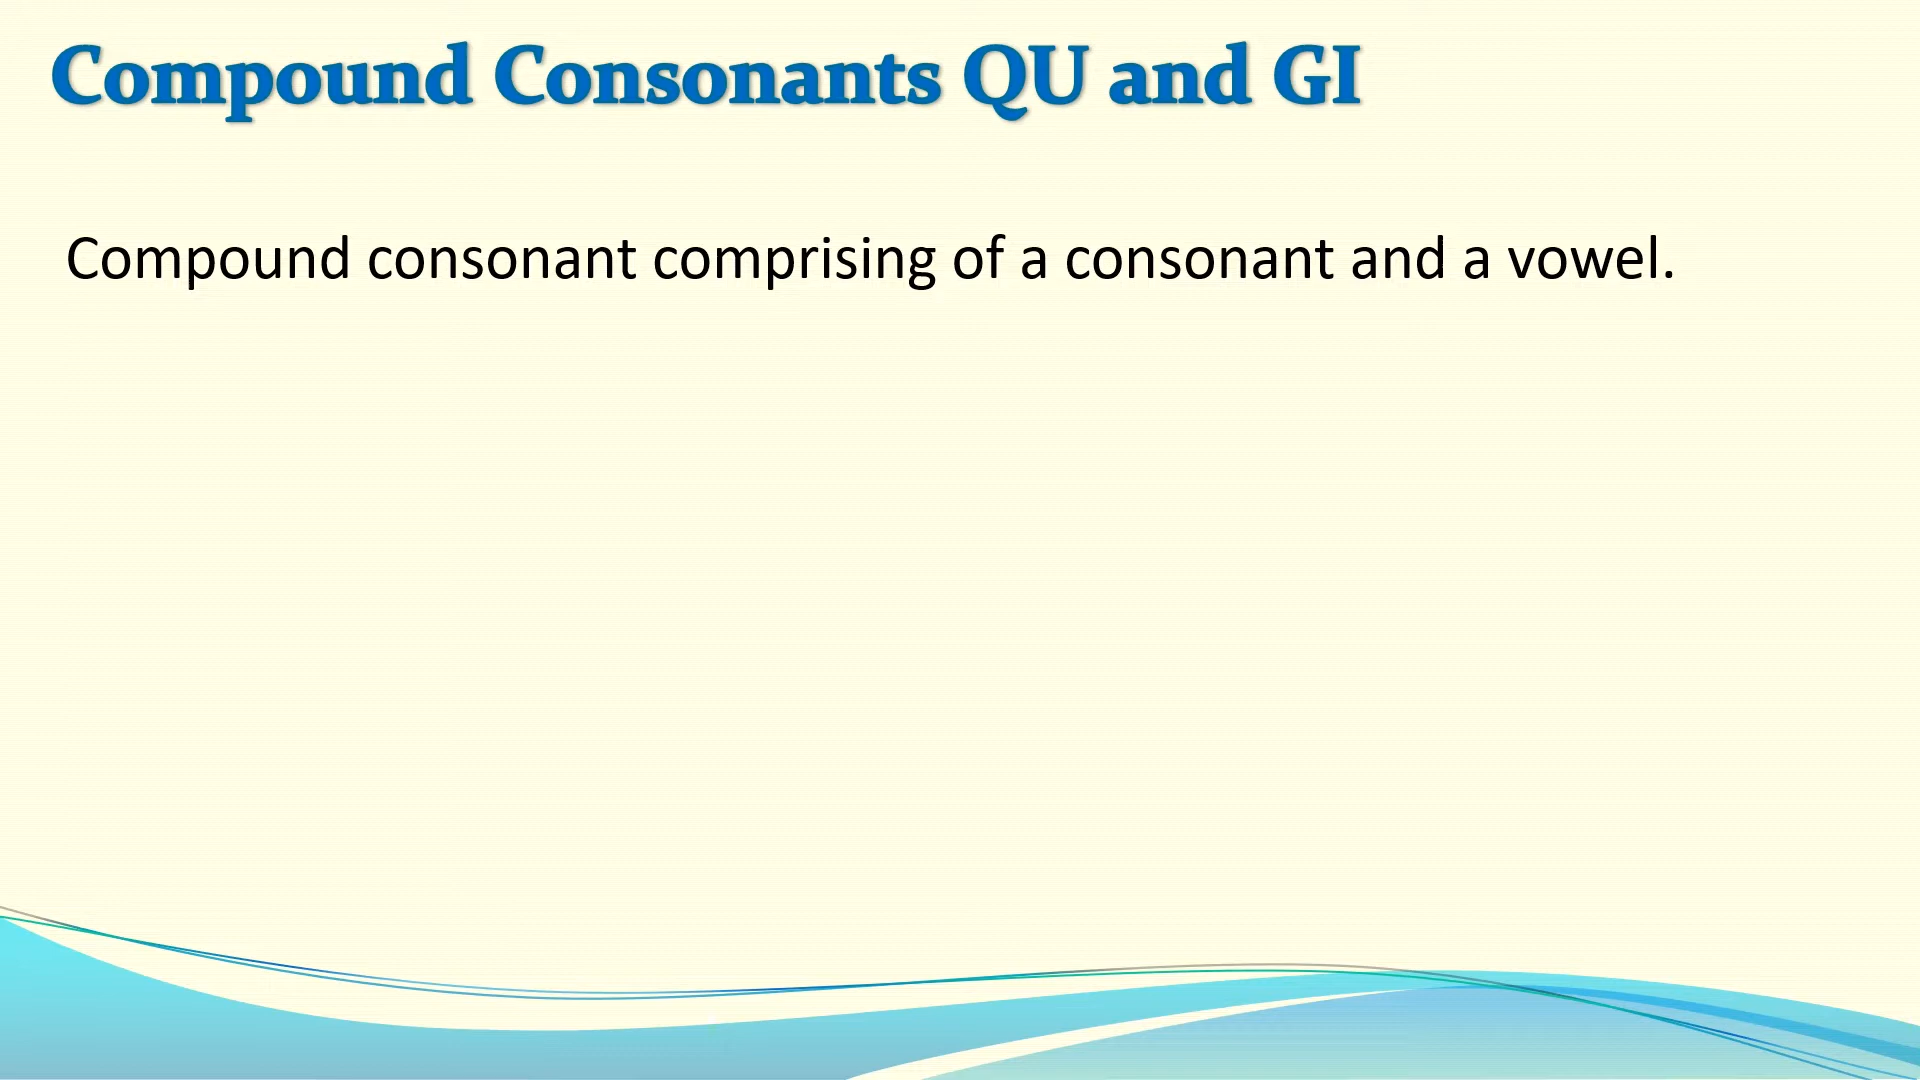 Compound Consonants QU and GI
Compound consonant comprising of a consonant and a vowel.